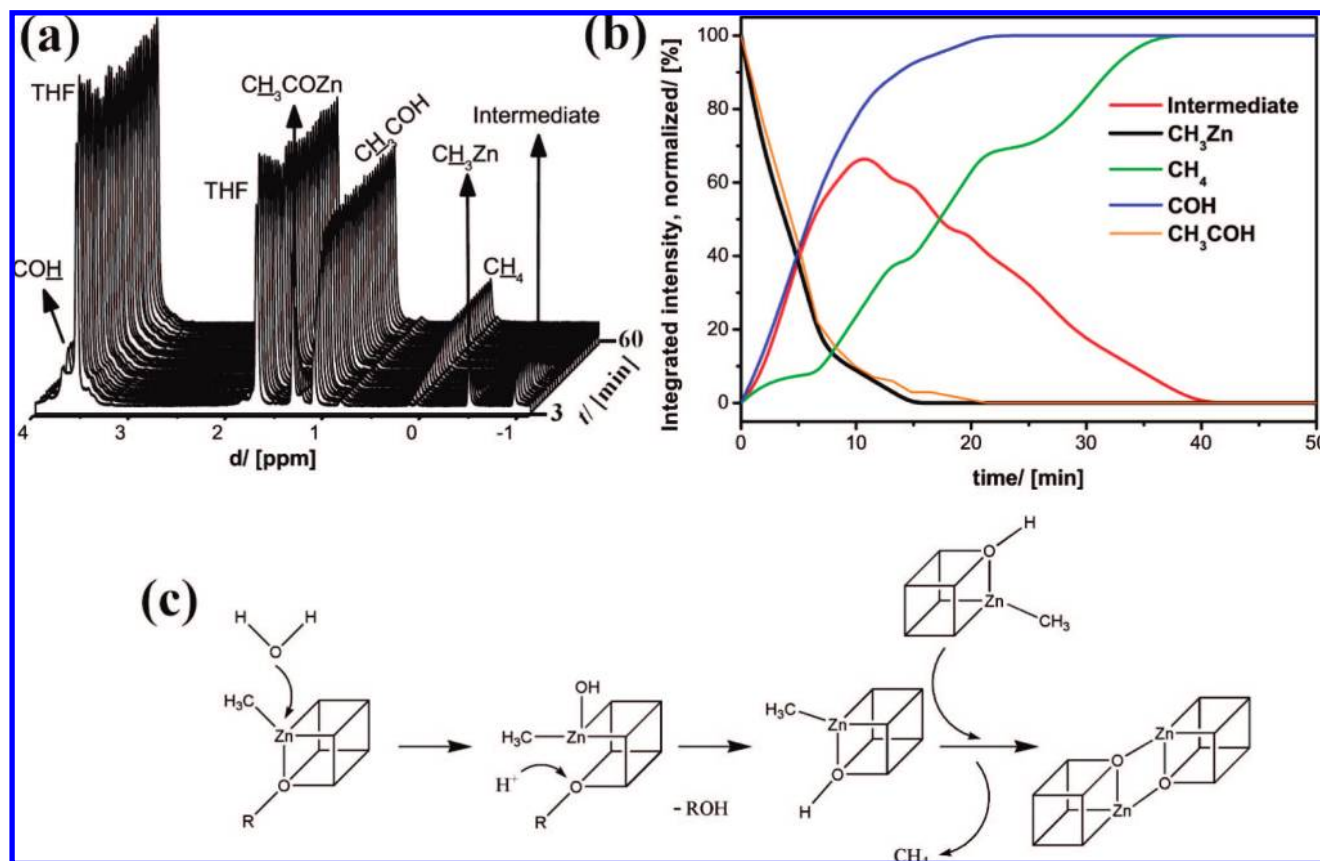 (a)
THF
CH₃COZn
THF
CH₃COH
CH₃Zn
Intermediate
CH₄
COH
60
t/ [min]
3
4 3 2 1 0 -1
d/ [ppm]
(b)
Integrated intensity, normalized/ [%]
100
80
60
40
20
0
Intermediate
CH₃Zn
CH₄
COH
CH₃COH
0 10 20 30 40 50
time/ [min]
(c)
H H
O
H₃C
Zn
O
R
OH
H₃C Zn
H⁺
O
R
- ROH
H₃C
Zn
O
H
H
O
Zn
CH₃
CH₄
Zn
O
O
Zn